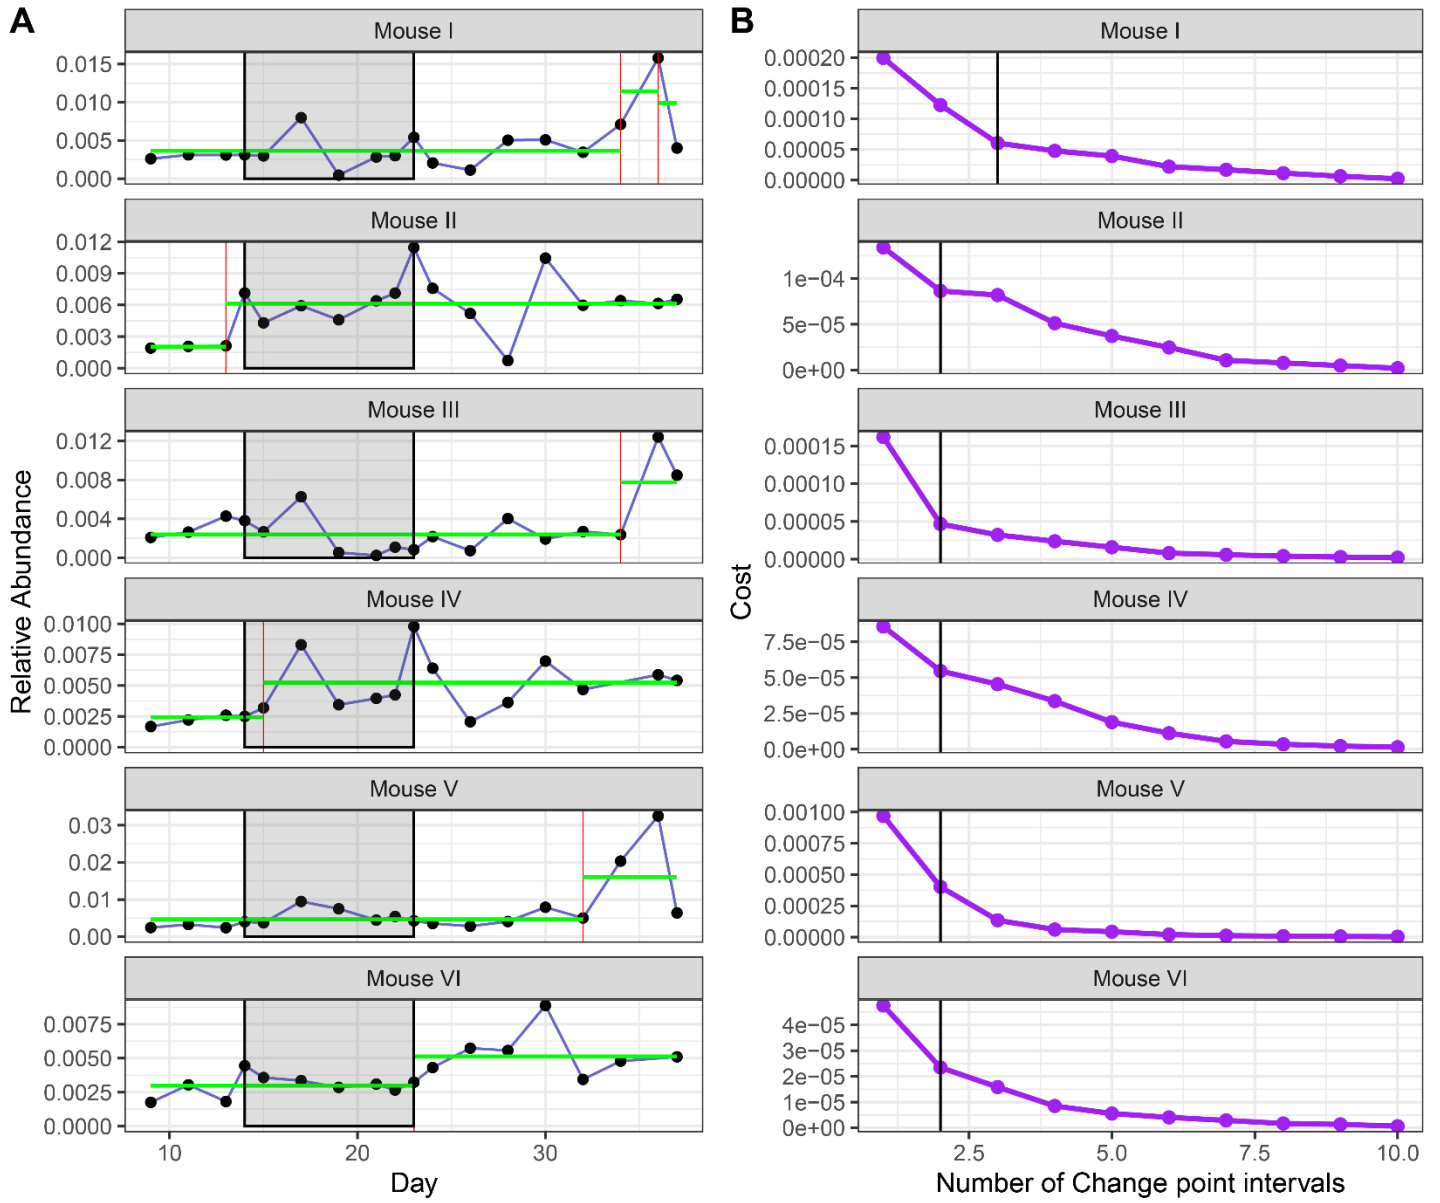 A
Mouse I
0.015
0.010
0.005
0.000
Mouse II
0.012
0.009
0.006
0.003
0.000
Mouse III
0.012
0.008
0.004
0.000
Mouse IV
0.0100
0.0075
0.0050
0.0025
0.0000
Mouse V
0.03
0.02
0.01
0.00
Mouse VI
0.0075
0.0050
0.0025
0.0000
10 20 30
Day
Relative Abundance
B
Mouse I
0.00020
0.00015
0.00010
0.00005
0.00000
Mouse II
1e−04
5e−05
0e+00
Mouse III
0.00015
0.00010
0.00005
0.00000
Mouse IV
7.5e−05
5.0e−05
2.5e−05
0.0e+00
Mouse V
0.00100
0.00075
0.00050
0.00025
0.00000
Mouse VI
4e−05
3e−05
2e−05
1e−05
0e+00
2.5 5.0 7.5 10.0
Number of Change point intervals
Cost